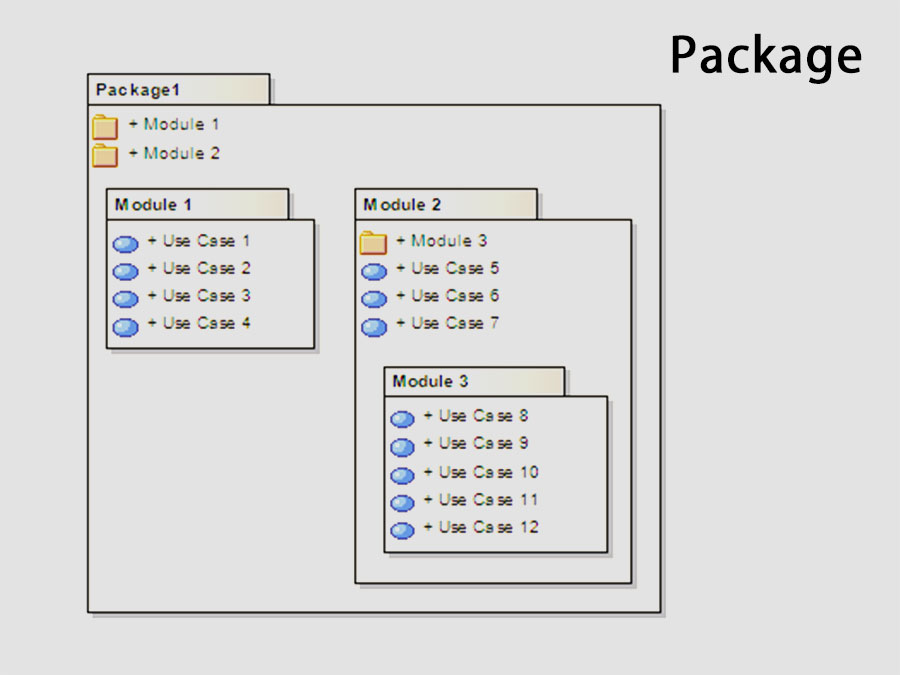 Package
Package1
+ Module 1
+ Module 2
Module 1
+ Use Case 1
+ Use Case 2
+ Use Case 3
+ Use Case 4
Module 2
+ Module 3
+ Use Case 5
+ Use Case 6
+ Use Case 7
Module 3
+ Use Case 8
+ Use Case 9
+ Use Case 10
+ Use Case 11
+ Use Case 12